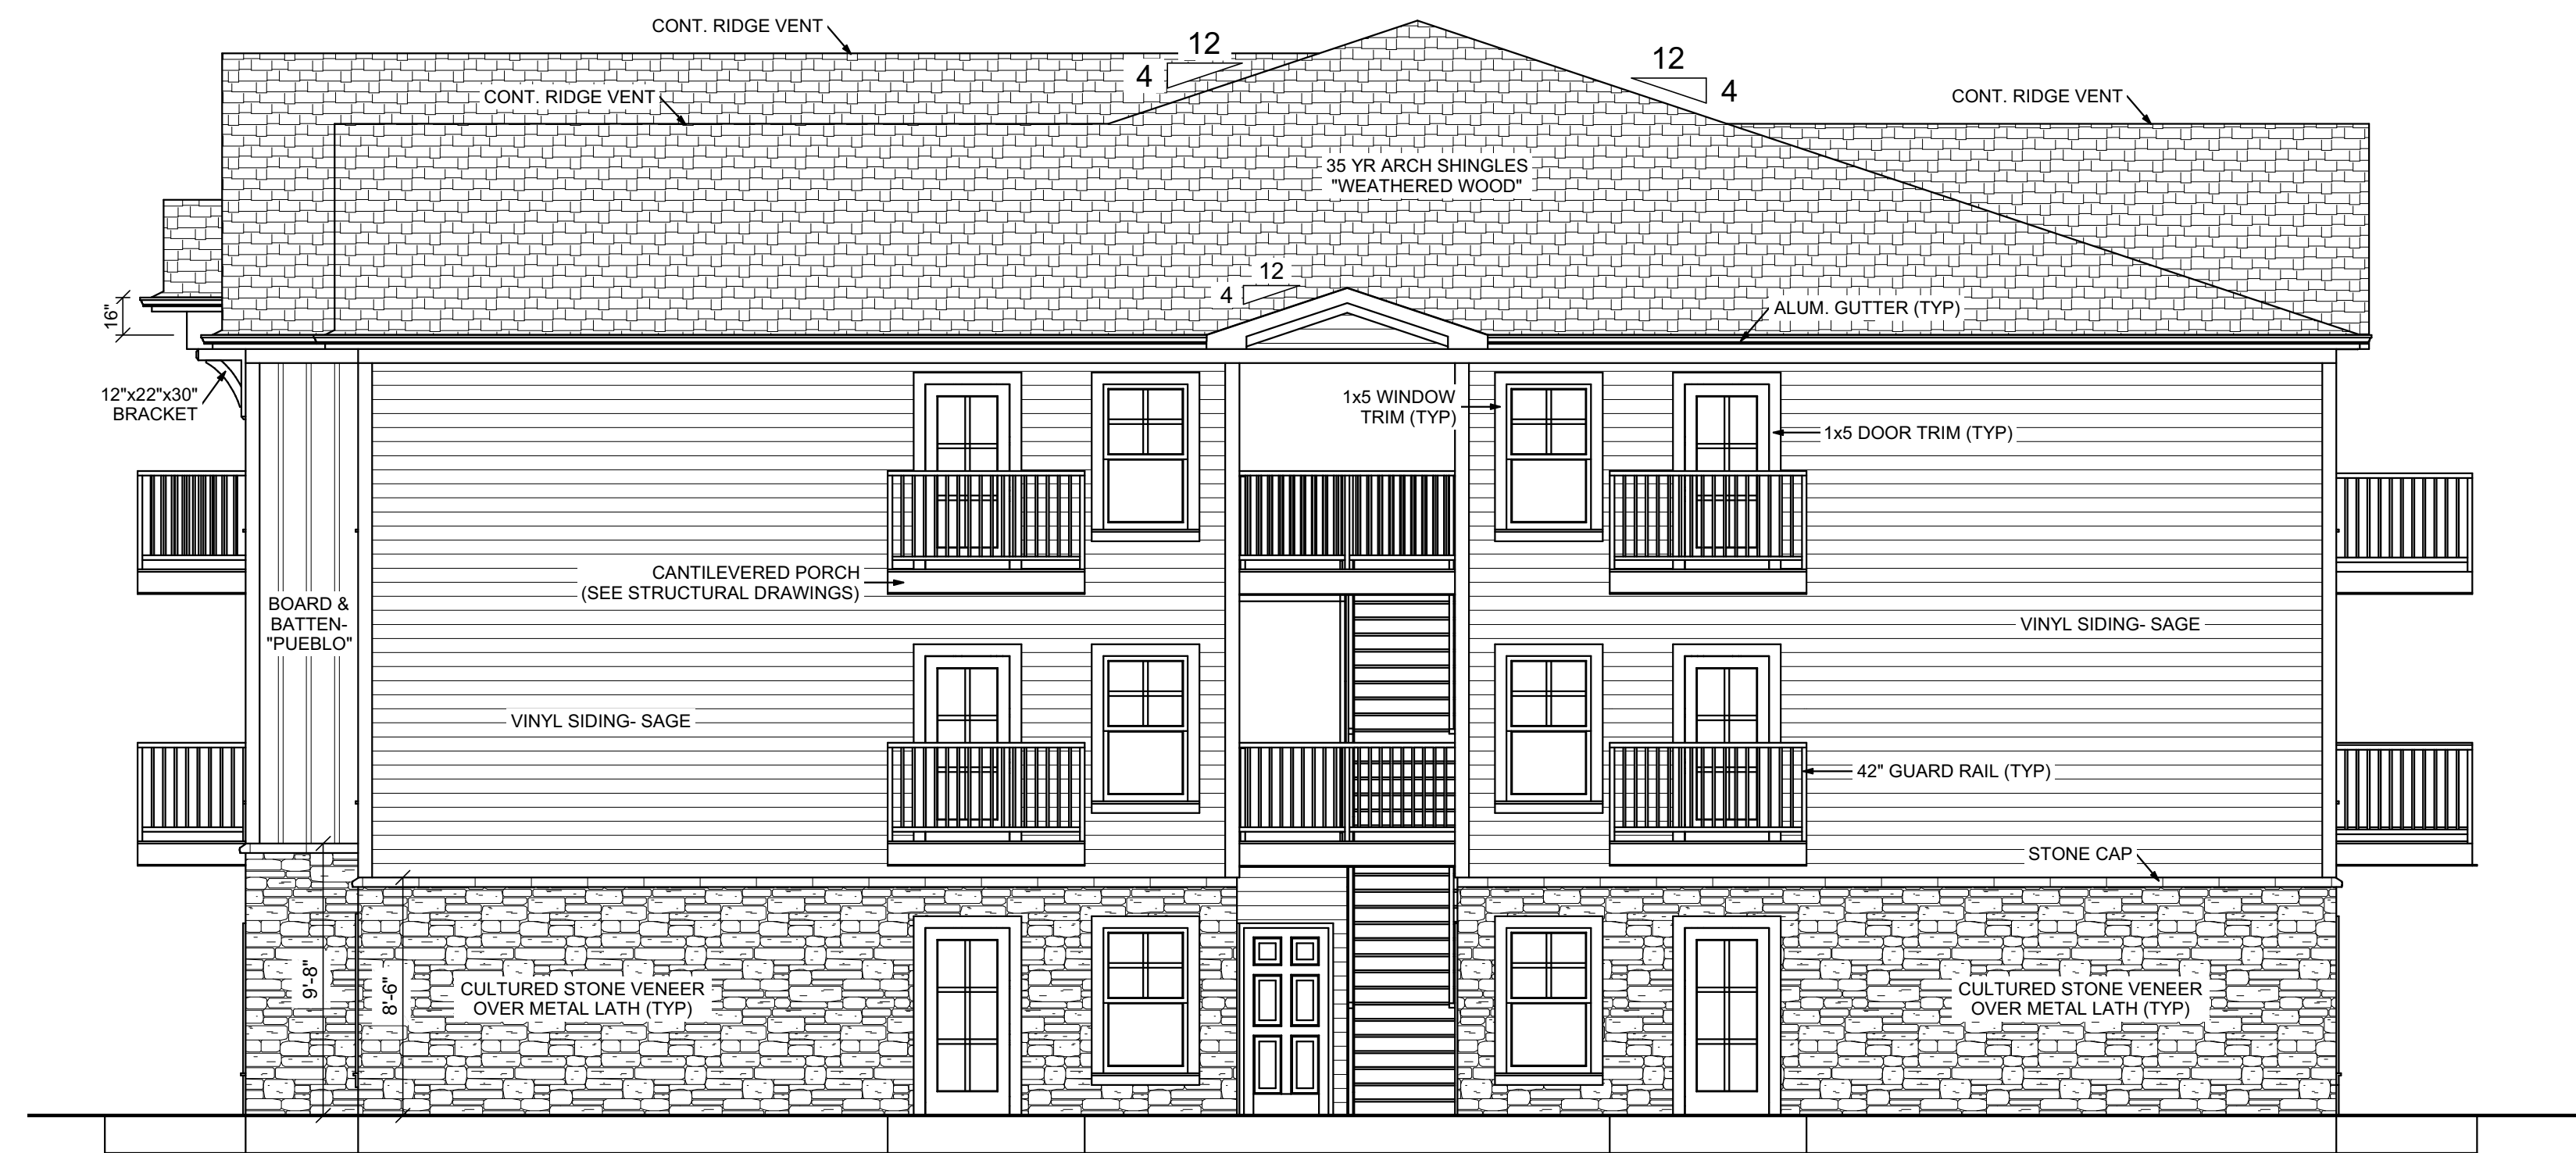 CONT. RIDGE VENT
12
4
12
4
CONT. RIDGE VENT
CONT. RIDGE VENT
35 YR ARCH SHINGLES
"WEATHERED WOOD"
12
4
16"
ALUM. GUTTER (TYP)
12"x22"x30"
BRACKET
1x5 WINDOW
TRIM (TYP)
1x5 DOOR TRIM (TYP)
CANTILEVERED PORCH
(SEE STRUCTURAL DRAWINGS)
BOARD &
BATTEN-
"PUEBLO"
VINYL SIDING- SAGE
VINYL SIDING- SAGE
42" GUARD RAIL (TYP)
STONE CAP
9'-8"
8'-6"
CULTURED STONE VENEER
OVER METAL LATH (TYP)
CULTURED STONE VENEER
OVER METAL LATH (TYP)